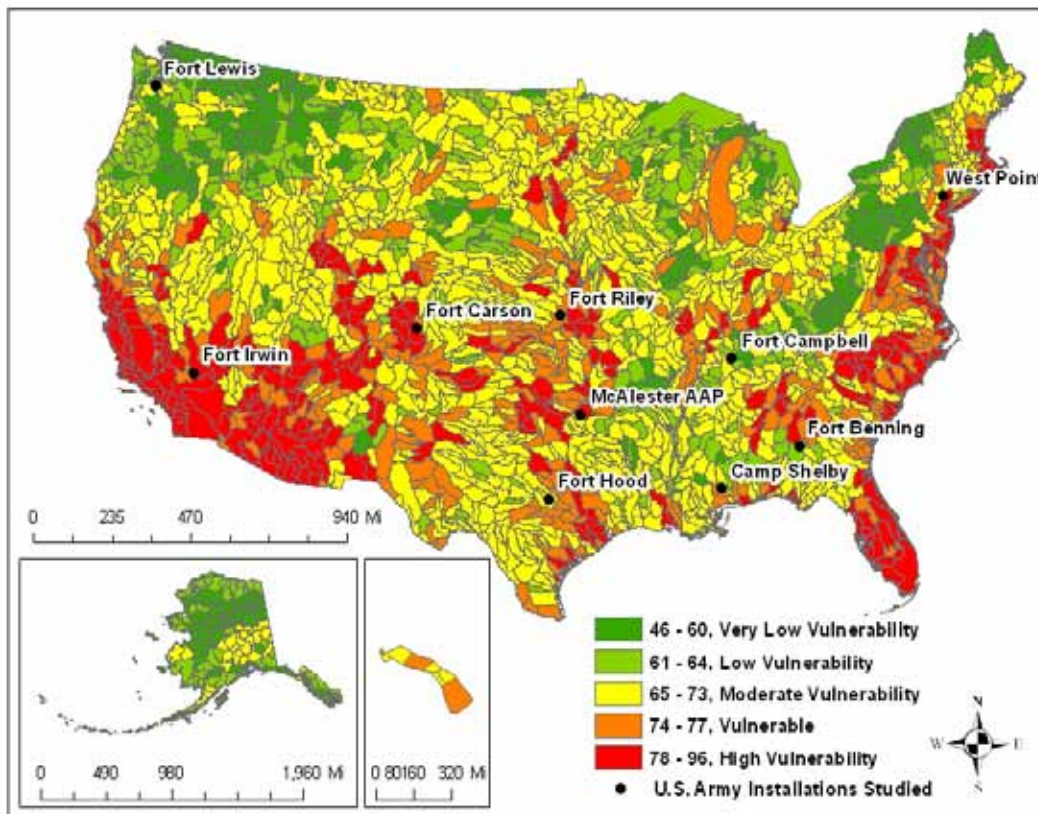 Fort Lewis
West Point
Fort Riley
Fort Carson
Fort Campbell
Fort Irwin
McAlester AAP
Fort Benning
Camp Shelby
Fort Hood
0 235 470 940 Mi
46 - 60, Very Low Vulnerability
61 - 64, Low Vulnerability
65 - 73, Moderate Vulnerability
74 - 77, Vulnerable
78 - 96, High Vulnerability
U.S. Army Installations Studied
N
W E
S
0 490 980 1,960 Mi
0 80160 320 Mi